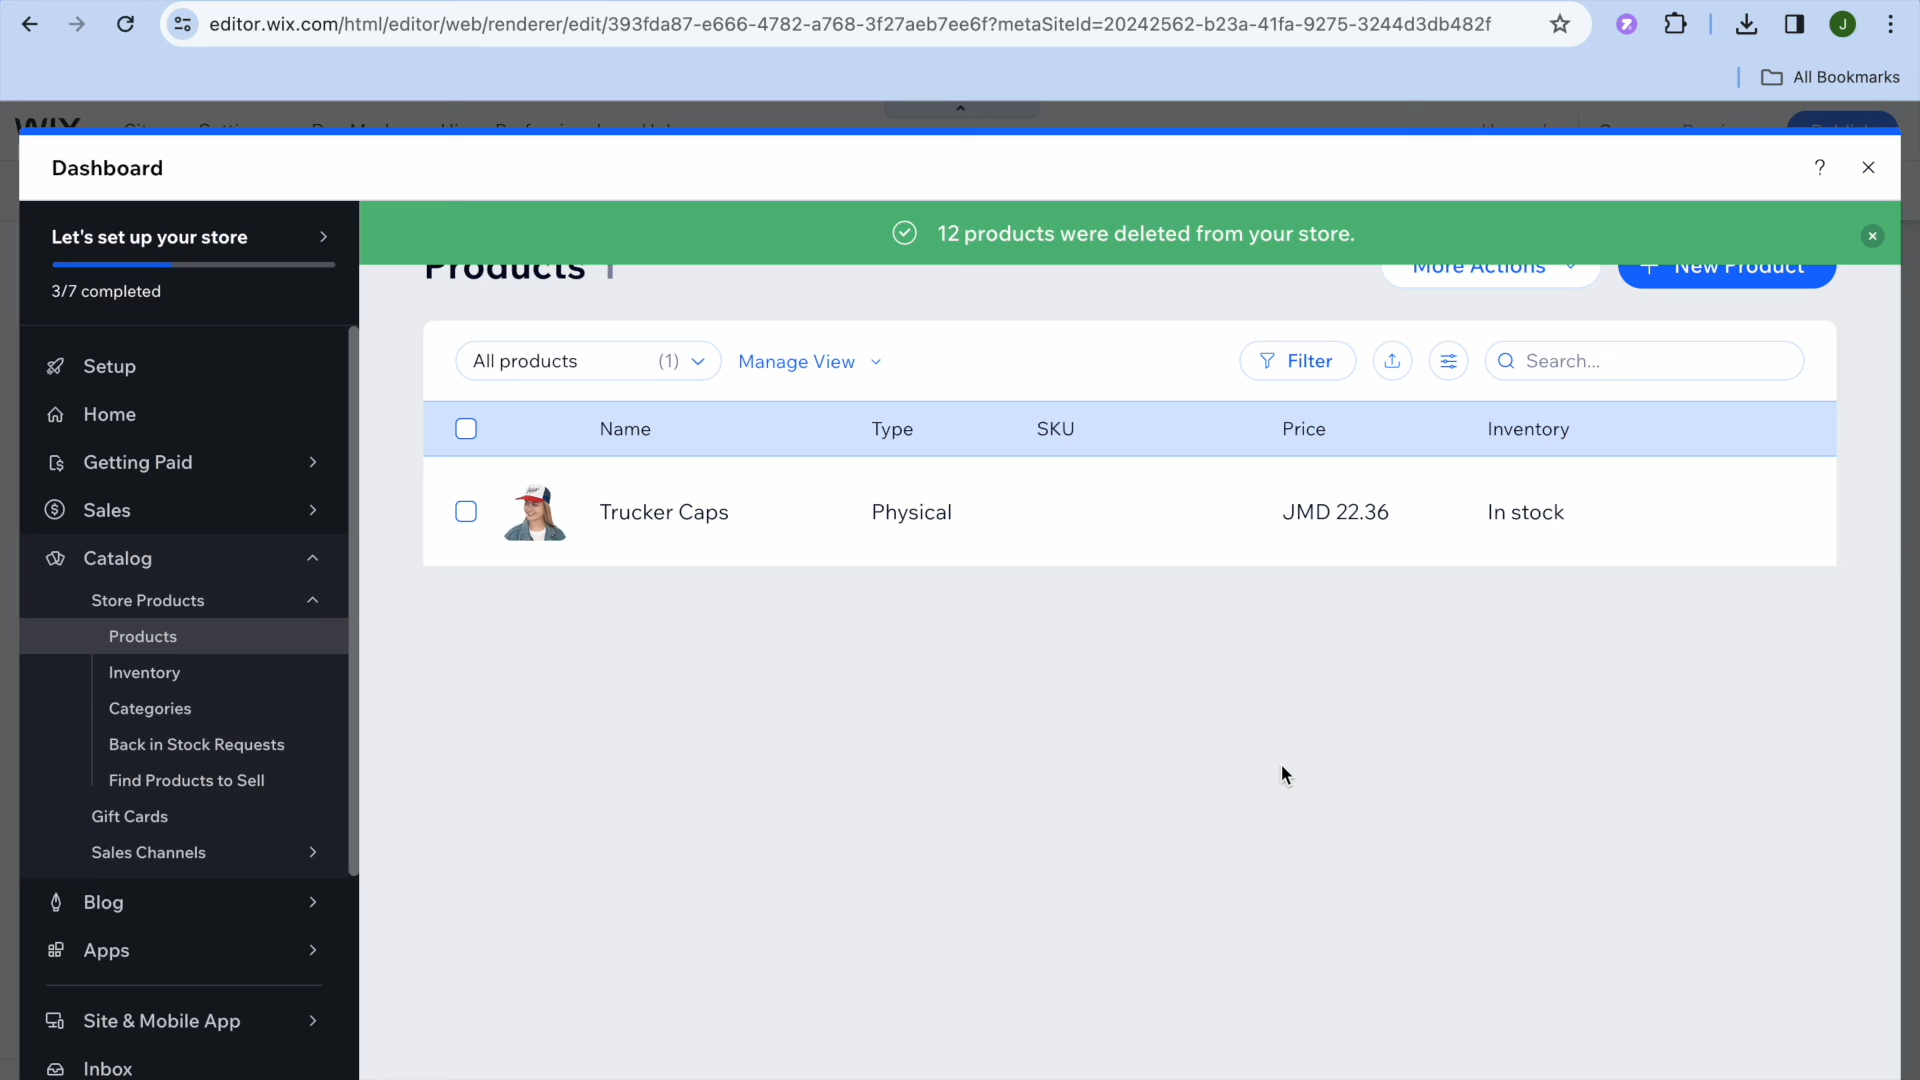 editor.wix.com/html/editor/web/renderer/edit/393fda87-e666-4782-a768-3f27aeb7ee6f?metaSiteId=20242562-b23a-41fa-9275-3244d3db482f
J
All Bookmarks
WIX
Dashboard
?
Let's set up your store
3/7 completed
12 products were deleted from your store.
Products 1
More Actions
+ New Product
All products (1)
Manage View
Filter
Search...
Name Type SKU Price Inventory
Trucker Caps Physical JMD 22.36 In stock
Setup
Home
Getting Paid
Sales
Catalog
Store Products
Products
Inventory
Categories
Back in Stock Requests
Find Products to Sell
Gift Cards
Sales Channels
Blog
Apps
Site & Mobile App
Inbox